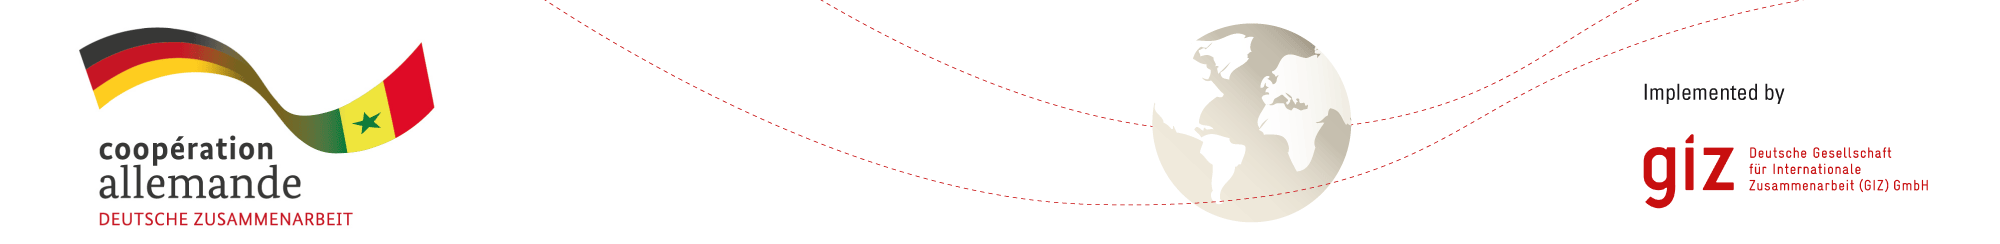 coopération
allemande
DEUTSCHE ZUSAMMENARBEIT
Implemented by
giz
Deutsche Gesellschaft
für Internationale
Zusammenarbeit (GIZ) GmbH